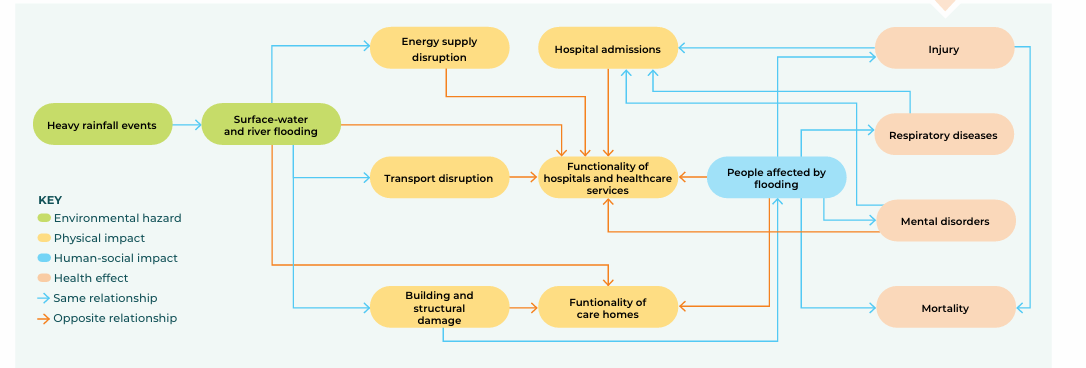 Energy supply
disruption
Hospital admissions
Injury
Heavy rainfall events
Surface-water
and river flooding
Respiratory diseases
Transport disruption
Functionality of
hospitals and healthcare
services
People affected by
flooding
Mental disorders
KEY
Environmental hazard
Physical impact
Human-social impact
Health effect
Same relationship
Opposite relationship
Building and
structural
damage
Funtionality of
care homes
Mortality